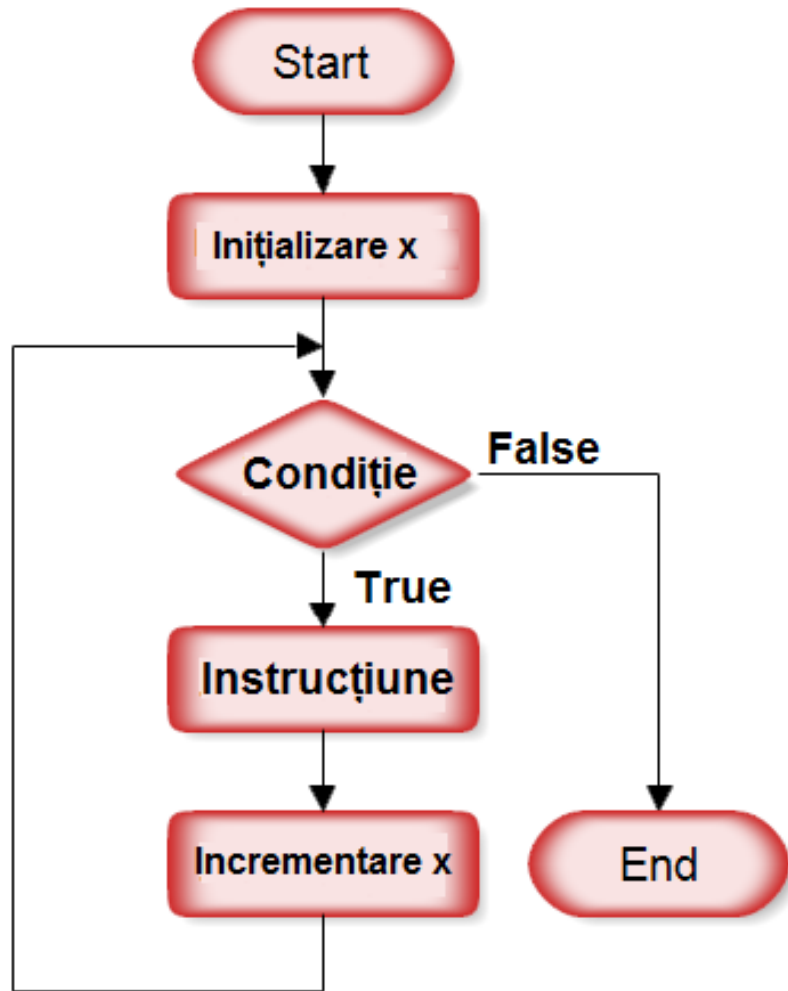 Start
Inițializare x
Condiție
False
True
Instrucțiune
Incrementare x
End